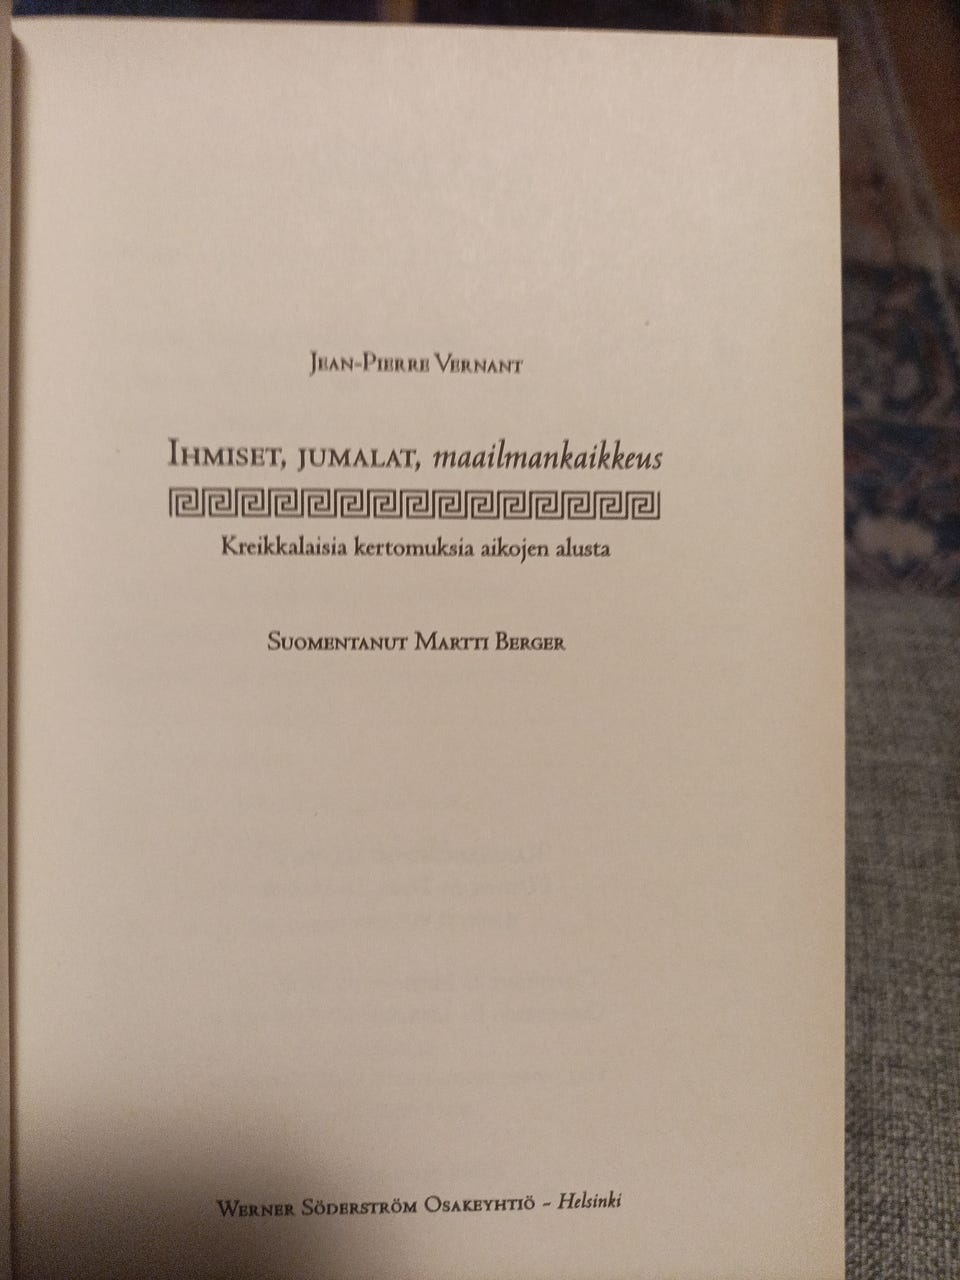 Jean-Pierre Vernant
Ihmiset, jumalat, maailmankaikkeus
Kreikkalaisia kertomuksia aikojen alusta
Suomentanut Martti Berger
Werner Söderström Osakeyhtiö – Helsinki